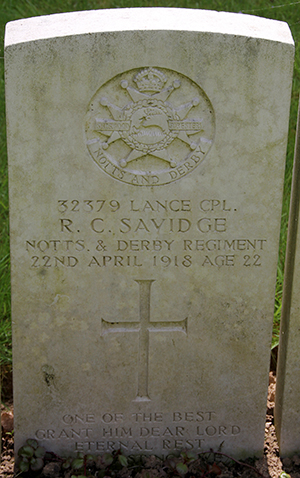 NOTTS AND DERBY
32379 LANCE CPL.
R. C. SAVIDGE
NOTTS. & DERBY REGIMENT
22ND APRIL 1918 AGE 22
ONE OF THE BEST
GRANT HIM DEAR LORD
ETERNAL REST